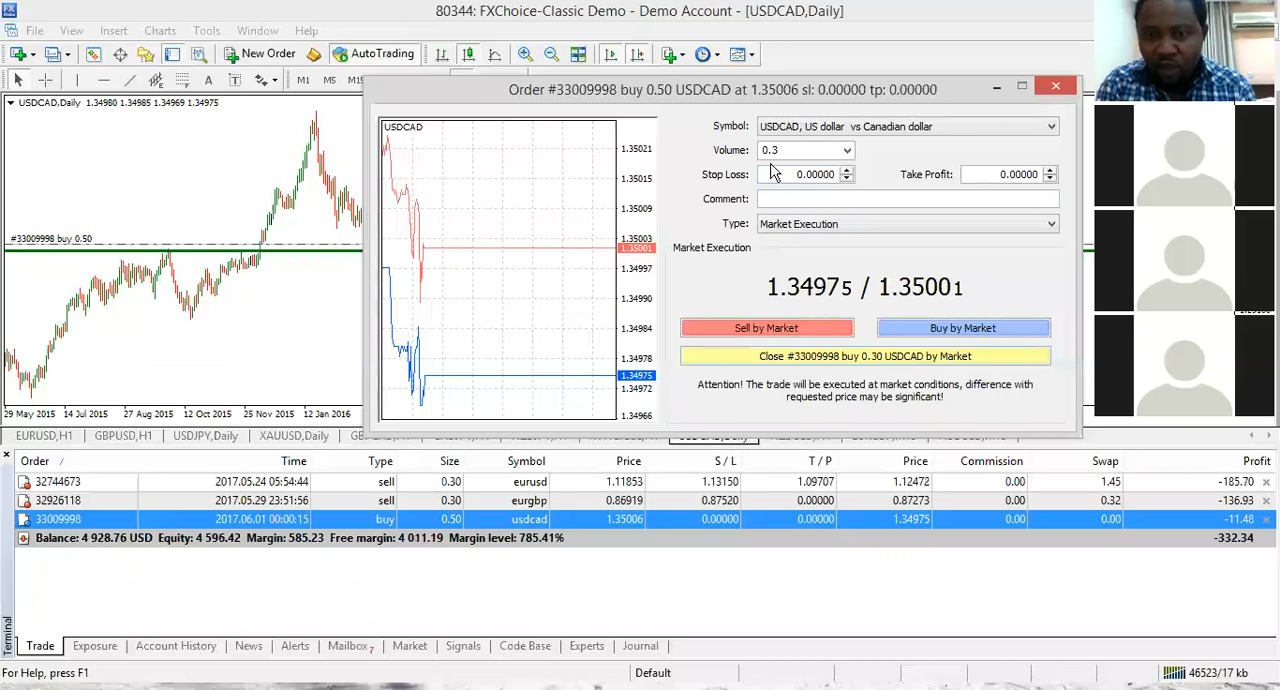 80344: FXChoice-Classic Demo - Demo Account - [USDCAD,Daily]
File View Insert Charts Tools Window Help
New Order AutoTrading
A T M1 M5 M15
Order #33009998 buy 0.50 USDCAD at 1.35006 sl: 0.00000 tp: 0.00000
USDCAD,Daily 1.34980 1.34985 1.34969 1.34975
#33009998 buy 0.50
29 May 2015 14 Jul 2015 27 Aug 2015 12 Oct 2015 25 Nov 2015 12 Jan 2016
USDCAD
1.35021
1.35015
1.35009
1.35003
1.35001
1.34997
1.34990
1.34984
1.34978
1.34975
1.34972
1.34966
Symbol: USDCAD, US dollar vs Canadian dollar
Volume: 0.3
Stop Loss: 0.00000 Take Profit: 0.00000
Comment:
Type: Market Execution
Market Execution
1.34975 / 1.35001
Sell by Market Buy by Market
Close #33009998 buy 0.30 USDCAD by Market
Attention! The trade will be executed at market conditions, difference with
requested price may be significant!
EURUSD,H1 GBPUSD,H1 USDJPY,Daily XAUUSD,Daily
Order / Time Type Size Symbol Price S / L T / P Price Commission Swap Profit
32744673 2017.05.24 05:54:44 sell 0.30 eurusd 1.11853 1.13150 1.09707 1.12472 0.00 1.45 -185.70
32926118 2017.05.29 23:51:56 sell 0.30 eurgbp 0.86919 0.87520 0.00000 0.87273 0.00 0.32 -136.93
33009998 2017.06.01 00:00:15 buy 0.50 usdcad 1.35006 0.00000 0.00000 1.34975 0.00 0.00 -11.48
Balance: 4 928.76 USD Equity: 4 596.42 Margin: 585.23 Free margin: 4 011.19 Margin level: 785.41% -332.34
Terminal
Trade Exposure Account History News Alerts Mailbox 7 Market Signals Code Base Experts Journal
For Help, press F1 Default 46523/17 kb